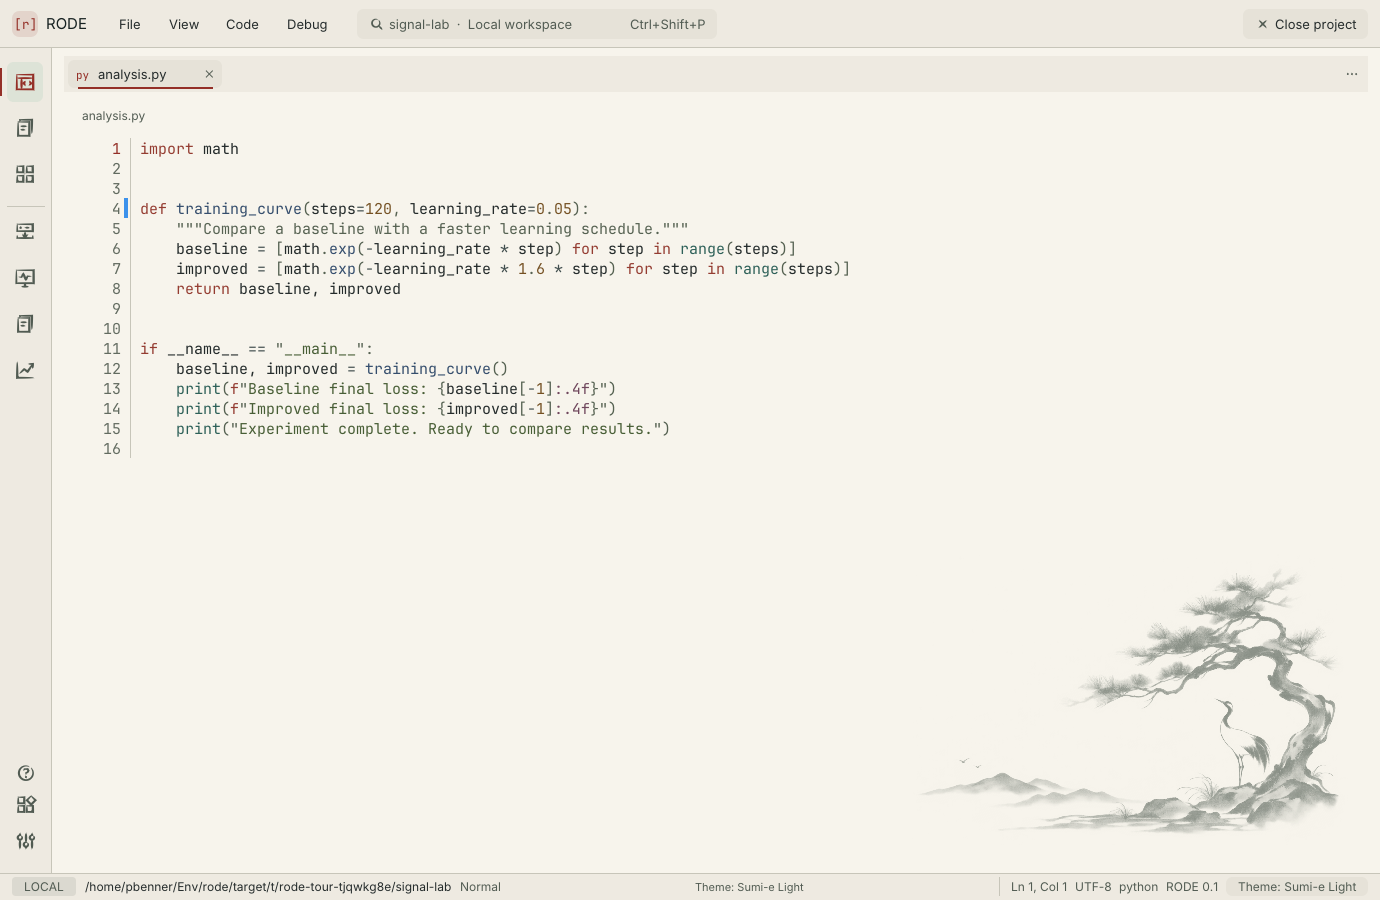 [r] RODE File View Code Debug signal-lab · Local workspace Ctrl+Shift+P × Close project
py analysis.py × ...
analysis.py
1 import math
2
3
4 def training_curve(steps=120, learning_rate=0.05):
5     """Compare a baseline with a faster learning schedule."""
6     baseline = [math.exp(-learning_rate * step) for step in range(steps)]
7     improved = [math.exp(-learning_rate * 1.6 * step) for step in range(steps)]
8     return baseline, improved
9
10
11 if __name__ == "__main__":
12     baseline, improved = training_curve()
13     print(f"Baseline final loss: {baseline[-1]:.4f}")
14     print(f"Improved final loss: {improved[-1]:.4f}")
15     print("Experiment complete. Ready to compare results.")
16
LOCAL /home/pbenner/Env/rode/target/t/rode-tour-tjqwkg8e/signal-lab Normal Theme: Sumi-e Light Ln 1, Col 1 UTF-8 python RODE 0.1 Theme: Sumi-e Light